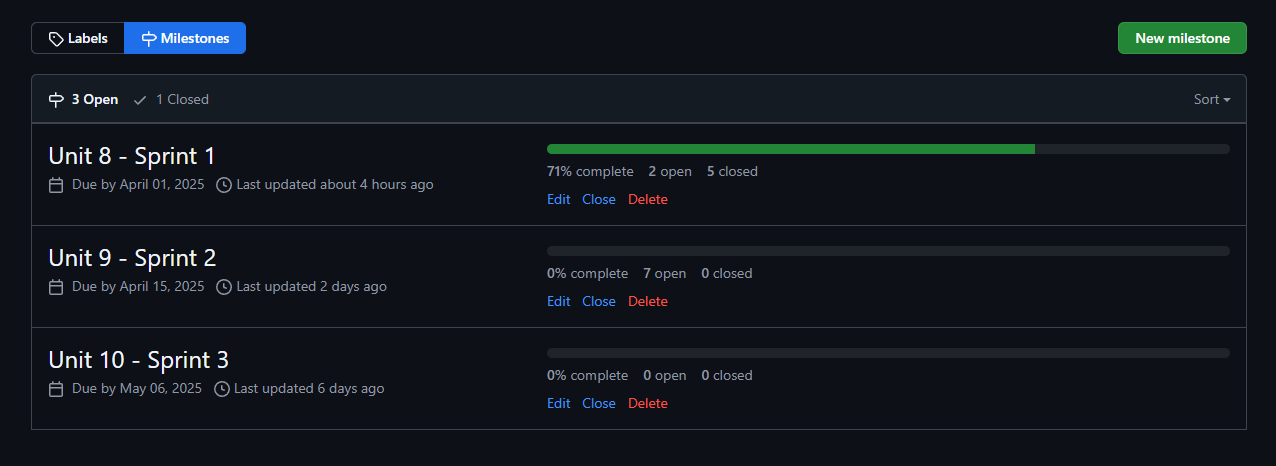 Labels Milestones New milestone
3 Open 1 Closed Sort
Unit 8 - Sprint 1
Due by April 01, 2025 Last updated about 4 hours ago
71% complete 2 open 5 closed
Edit Close Delete
Unit 9 - Sprint 2
Due by April 15, 2025 Last updated 2 days ago
0% complete 7 open 0 closed
Edit Close Delete
Unit 10 - Sprint 3
Due by May 06, 2025 Last updated 6 days ago
0% complete 0 open 0 closed
Edit Close Delete